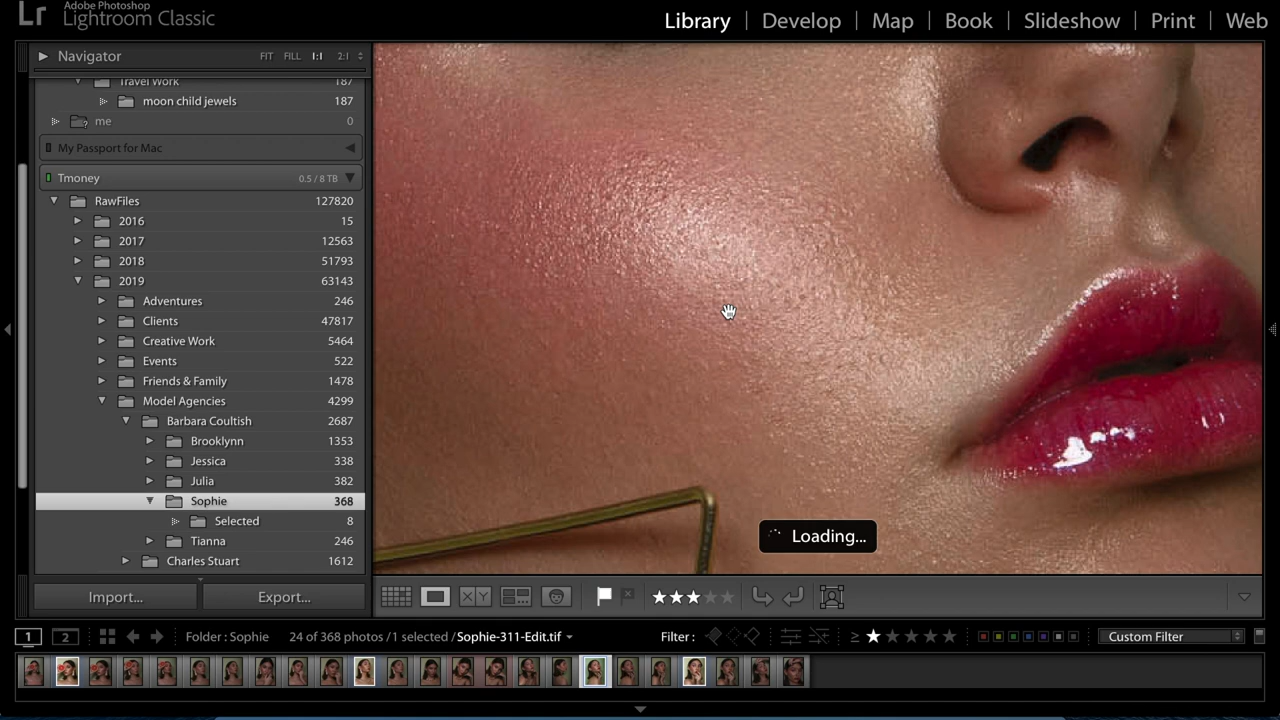 Lr Adobe Photoshop
Lightroom Classic
Library | Develop | Map | Book | Slideshow | Print | Web
Navigator FIT FILL 1:1 2:1
Travel Work 187
moon child jewels 187
me 0
My Passport for Mac
Tmoney 0.5 / 8 TB
RawFiles 127820
2016 15
2017 12563
2018 51793
2019 63143
Adventures 246
Clients 47817
Creative Work 5464
Events 522
Friends & Family 1478
Model Agencies 4299
Barbara Coultish 2687
Brooklynn 1353
Jessica 338
Julia 382
Sophie 368
Selected 8
Tianna 246
Charles Stuart 1612
Loading...
Import... Export...
X Y
1 2 Folder : Sophie 24 of 368 photos / 1 selected / Sophie-311-Edit.tif Filter : ≥ Custom Filter